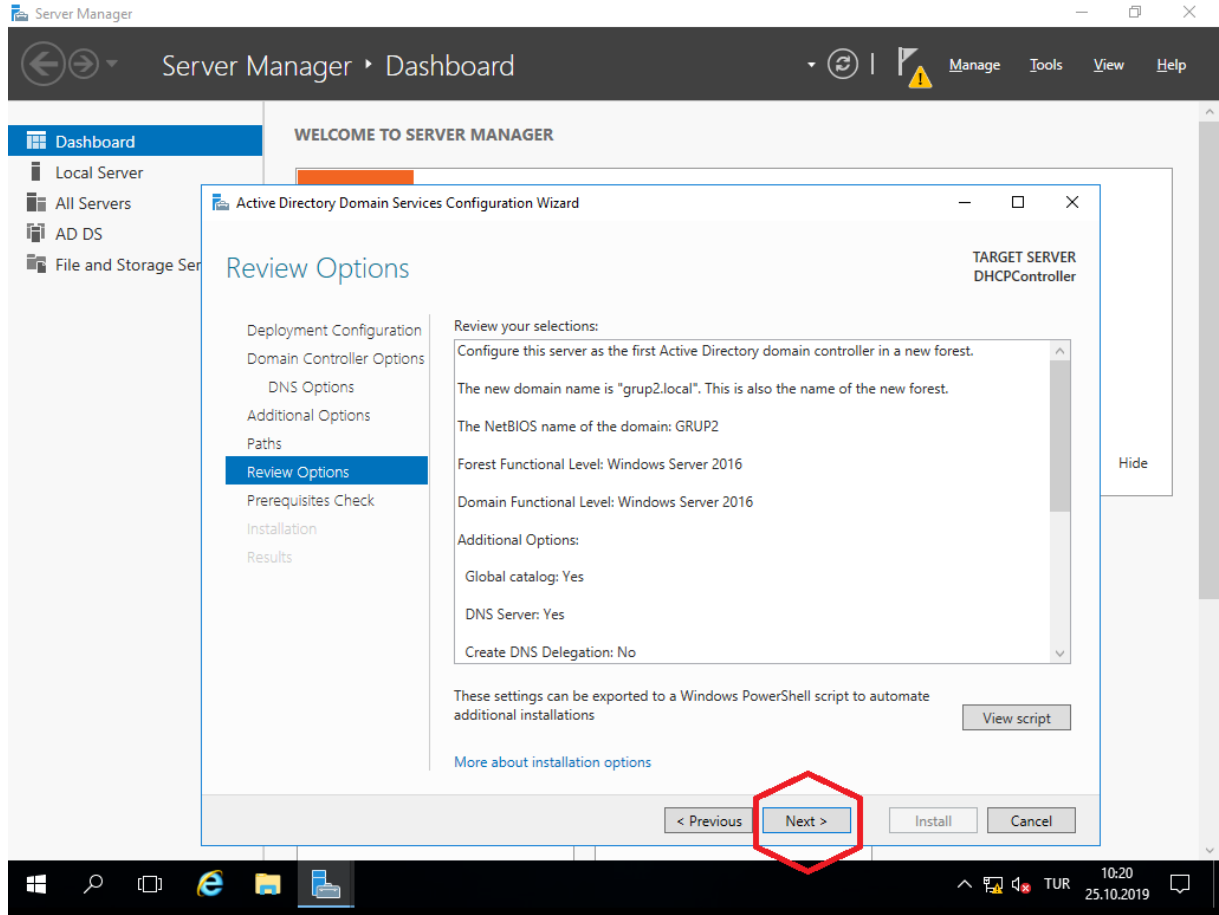 Server Manager
Server Manager ‣ Dashboard
Manage Tools View Help
Dashboard
Local Server
All Servers
AD DS
File and Storage Ser
WELCOME TO SERVER MANAGER
Hide
Active Directory Domain Services Configuration Wizard
Review Options
TARGET SERVER
DHCPController
Deployment Configuration
Domain Controller Options
DNS Options
Additional Options
Paths
Review Options
Prerequisites Check
Installation
Results
Review your selections:
Configure this server as the first Active Directory domain controller in a new forest.
The new domain name is "grup2.local". This is also the name of the new forest.
The NetBIOS name of the domain: GRUP2
Forest Functional Level: Windows Server 2016
Domain Functional Level: Windows Server 2016
Additional Options:
Global catalog: Yes
DNS Server: Yes
Create DNS Delegation: No
These settings can be exported to a Windows PowerShell script to automate
additional installations
View script
More about installation options
< Previous Next > Install Cancel
TUR
10:20
25.10.2019